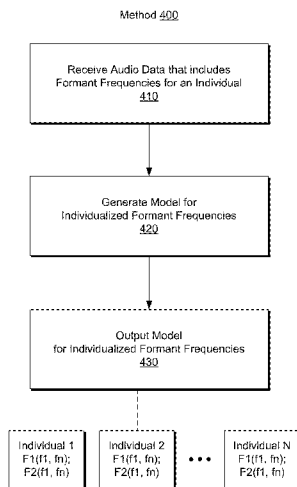 Method 400
Receive Audio Data that includes
Formant Frequencies for an Individual
410
Generate Model for
Individualized Formant Frequencies
420
Output Model
for Individualized Formant Frequencies
430
Individual 1
F1(f1, fn);
F2(f1, fn)
Individual 2
F1(f1, fn);
F2(f1, fn)
• • •
Individual N
F1(f1, fn);
F2(f1, fn)